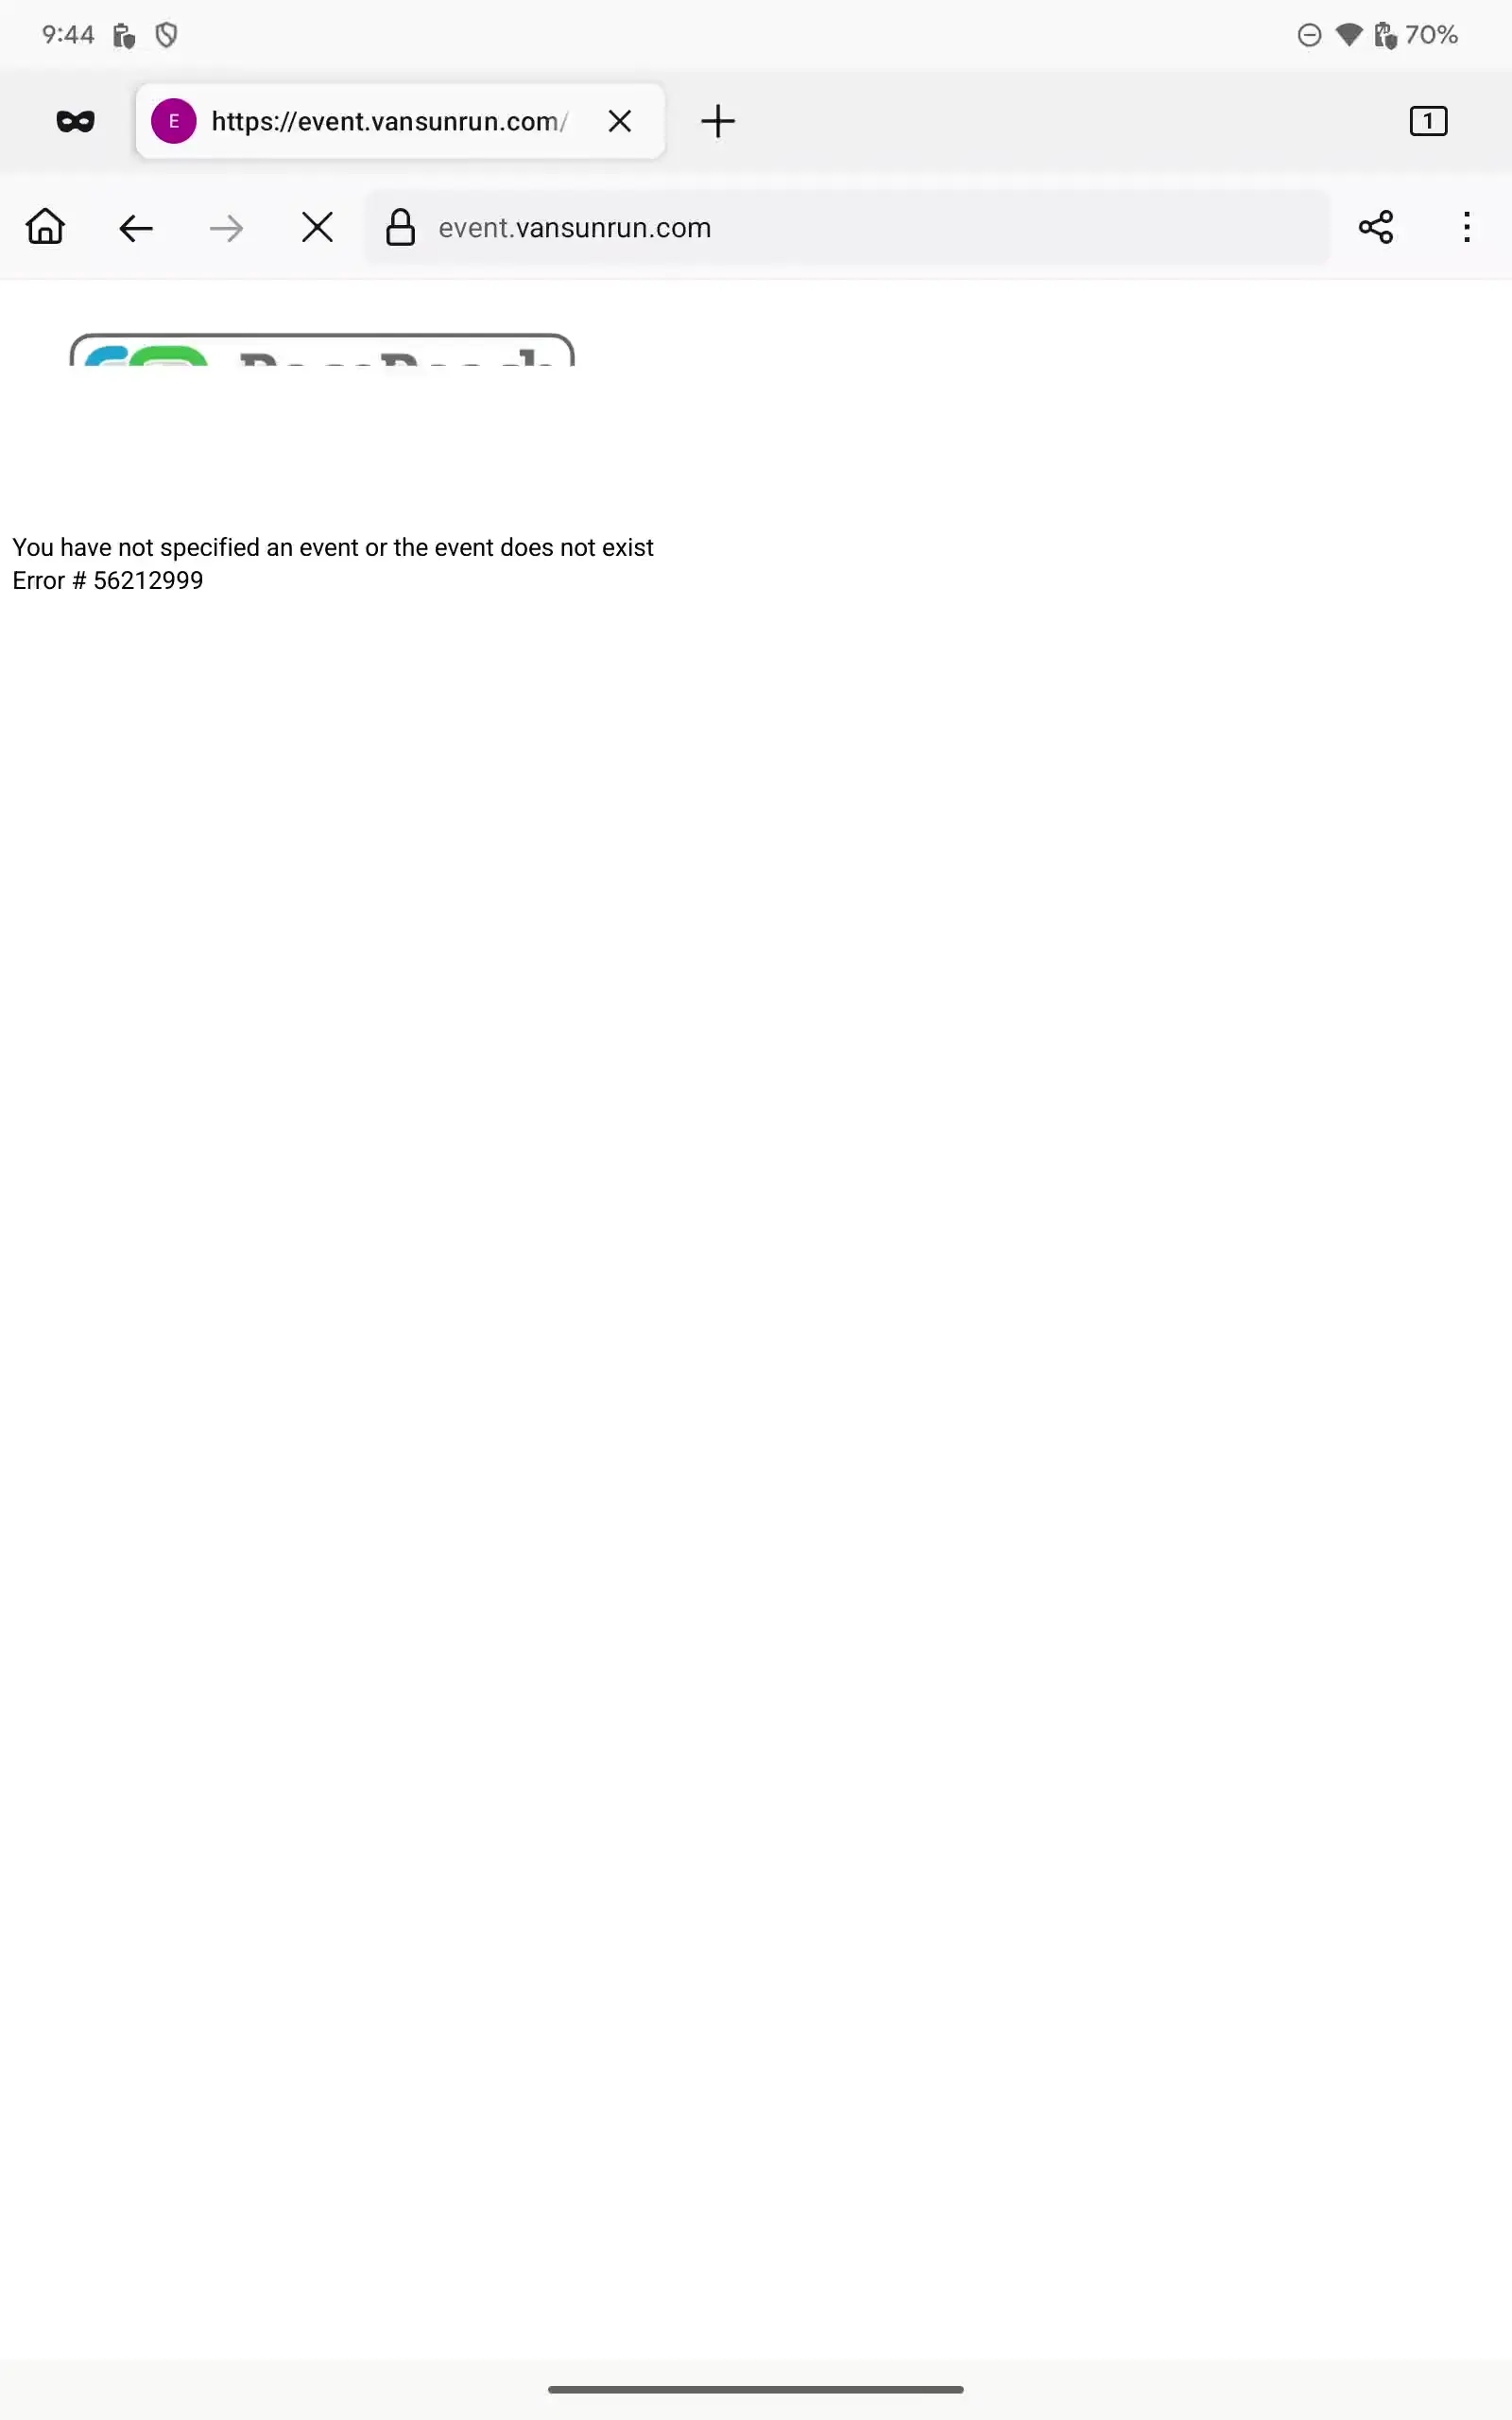 9:44
70%
E
https://event.vansunrun.com/
1
event.vansunrun.com
You have not specified an event or the event does not exist
Error # 56212999